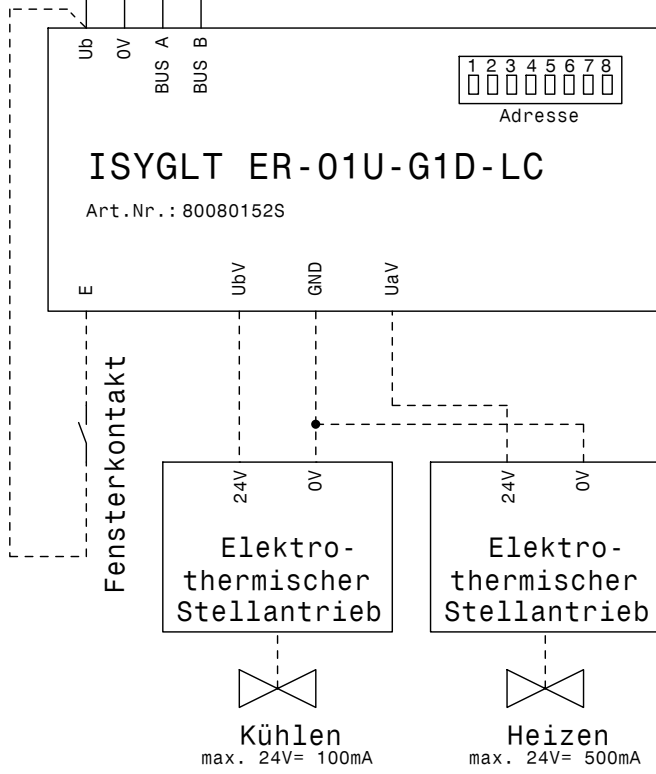 Ub 0V BUS A BUS B
1 2 3 4 5 6 7 8
Adresse
ISYGLT ER-01U-G1D-LC
Art.Nr.: 80080152S
E UbV GND UaV
Fensterkontakt
24V 0V
24V 0V
Elektro-
thermischer
Stellantrieb
Elektro-
thermischer
Stellantrieb
Kühlen
max. 24V= 100mA
Heizen
max. 24V= 500mA